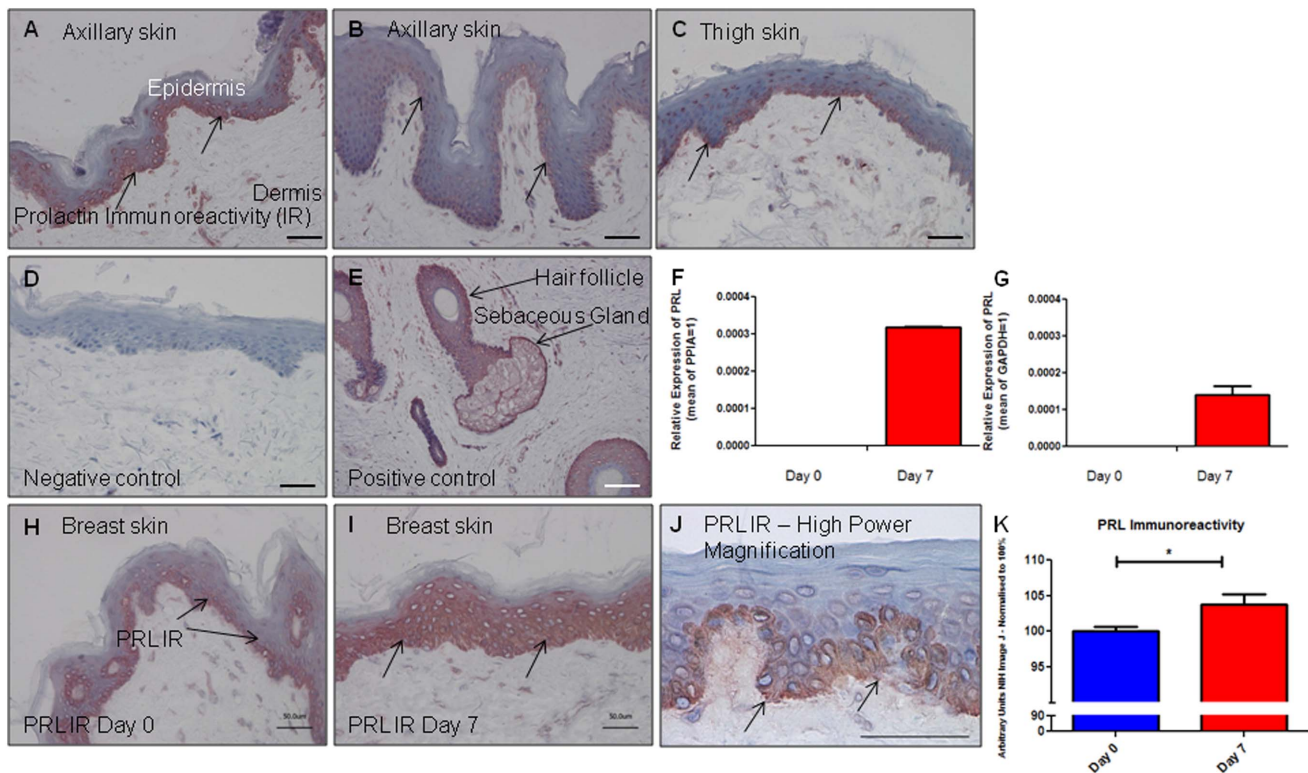 A Axillary skin
Epidermis
Dermis
Prolactin Immunoreactivity (IR)
B Axillary skin
C Thigh skin
D
Negative control
E
Hair follicle
Sebaceous Gland
Positive control
F
Relative Expression of PRL
(mean of PPIA=1)
0.0004
0.0003
0.0002
0.0001
0.0000
Day 0 Day 7
G
Relative Expression of PRL
(mean of GAPDH=1)
0.0004
0.0003
0.0002
0.0001
0.0000
Day 0 Day 7
H Breast skin
PRLIR
PRLIR Day 0
50.0um
I Breast skin
PRLIR Day 7
50.0um
J PRLIR – High Power
Magnification
K
PRL Immunoreactivity
Arbitrary Units NIH Image J - Normalised to 100%
110
105
100
95
90
0
*
Day 0 Day 7